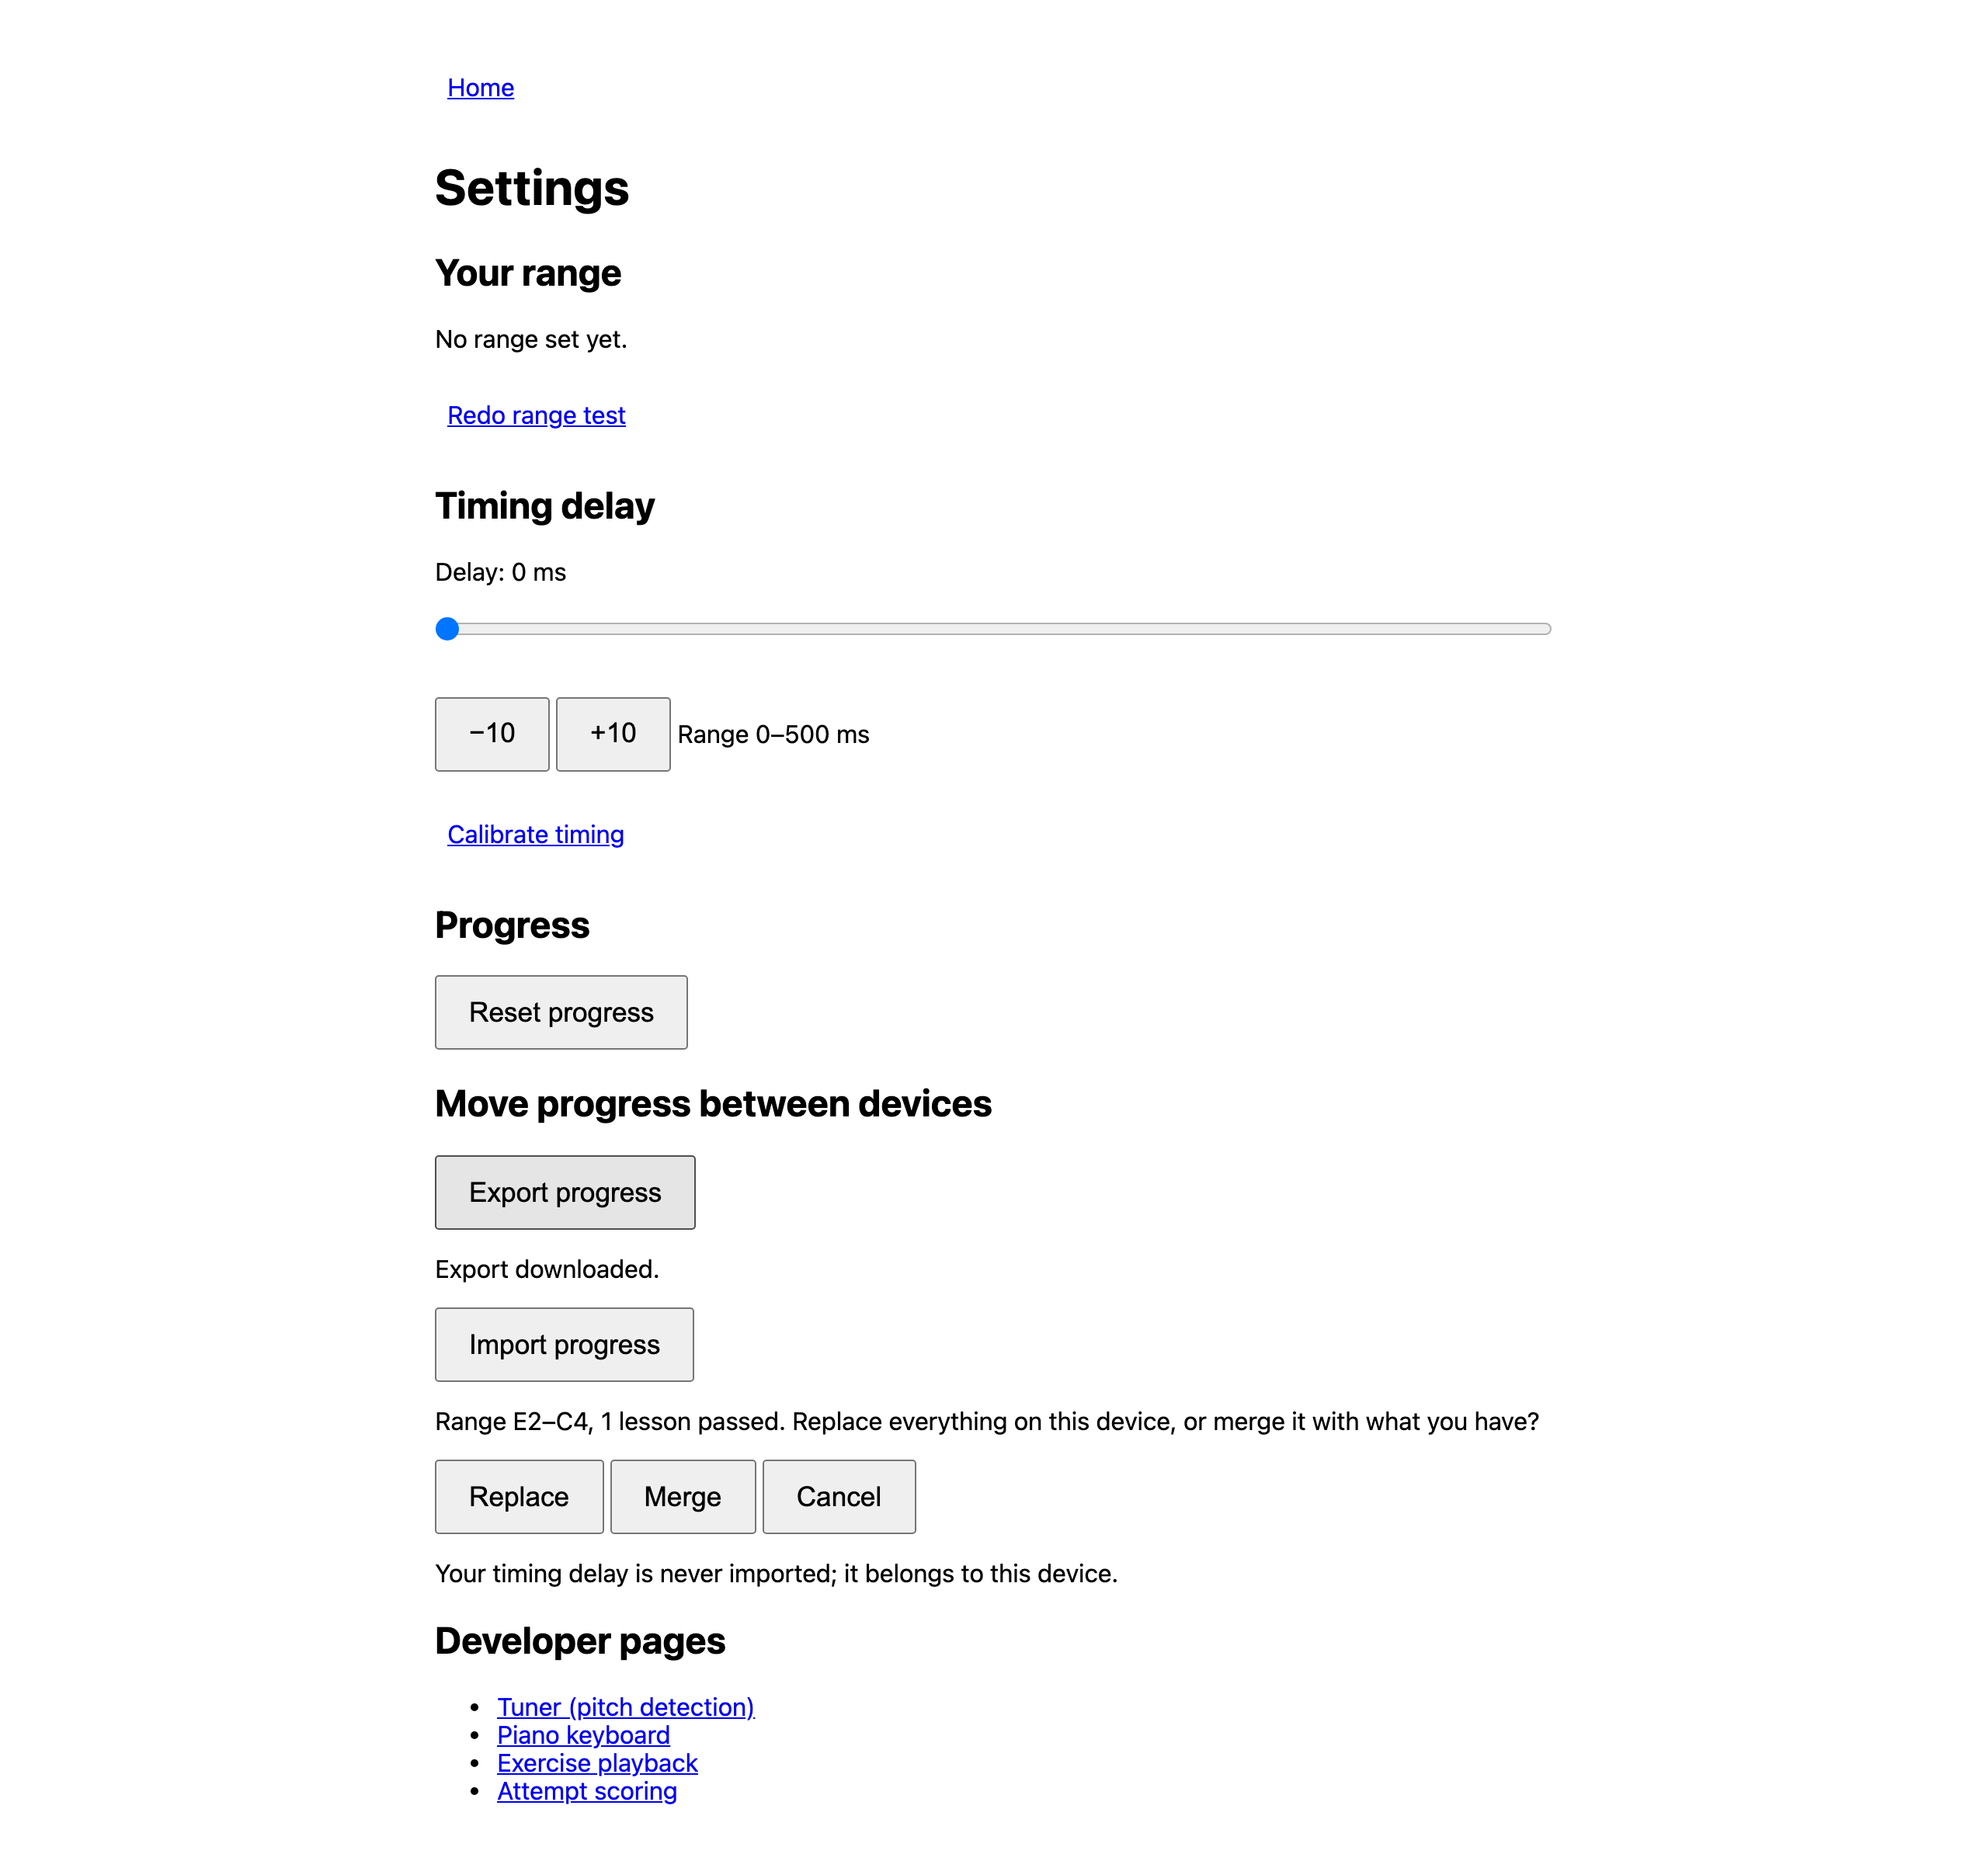 Home
Settings
Your range
No range set yet.
Redo range test
Timing delay
Delay: 0 ms
−10 +10 Range 0–500 ms
Calibrate timing
Progress
Reset progress
Move progress between devices
Export progress
Export downloaded.
Import progress
Range E2–C4, 1 lesson passed. Replace everything on this device, or merge it with what you have?
Replace Merge Cancel
Your timing delay is never imported; it belongs to this device.
Developer pages
• Tuner (pitch detection)
• Piano keyboard
• Exercise playback
• Attempt scoring